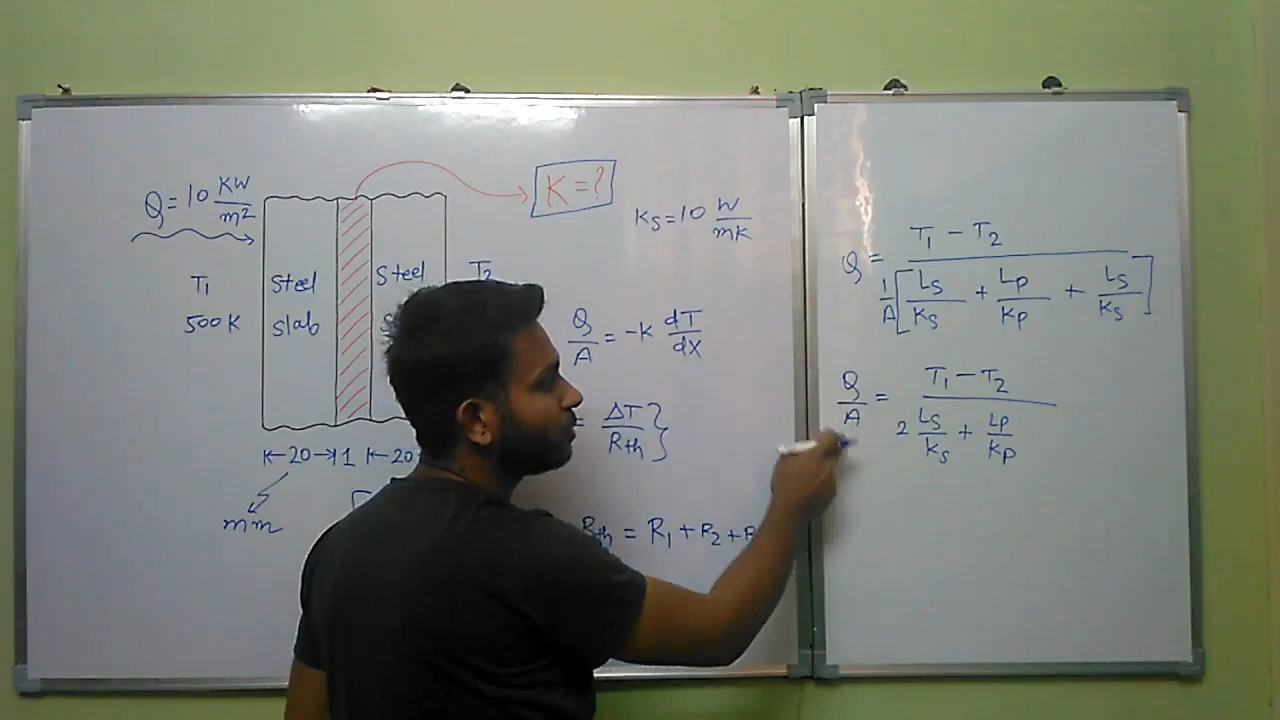 Q = 10 KW/m²
K = ?
Ks = 10 W/mK
T1
500 K
Steel
Slab
Steel
T2
Q/A = -K dT/dX
= ΔT/Rth }
K-20→
1
K-20
mm
Rth = R1 + R2 +
Q = T1 - T2 / 1/A [Ls/Ks + Lp/Kp + Ls/Ks]
Q/A = T1 - T2 / 2 Ls/Ks + Lp/Kp